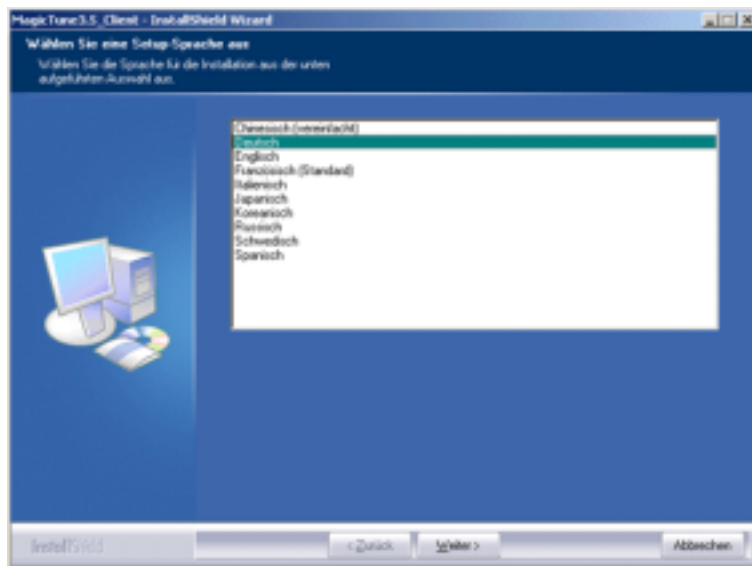 MagicTune3.5_Client - InstallShield Wizard
Wählen Sie eine Setup-Sprache aus
Wählen Sie die Sprache für die Installation aus der unten
aufgeführten Auswahl aus.
Chinesisch (vereinfacht)
Deutsch
Englisch
Französisch (Standard)
Italienisch
Japanisch
Koreanisch
Russisch
Schwedisch
Spanisch
InstallShield
< Zurück
Weiter >
Abbrechen